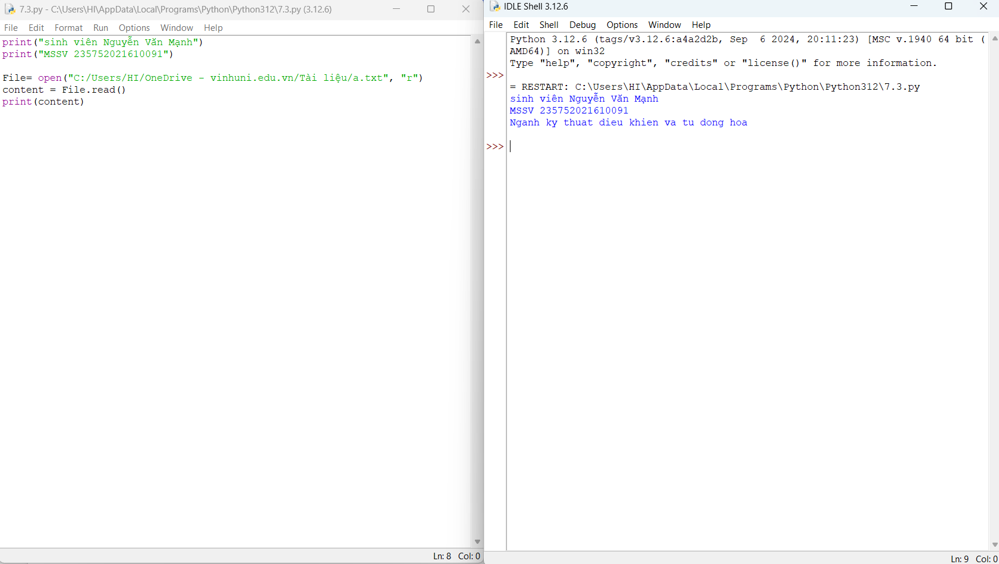 7.3.py - C:\Users\HI\AppData\Local\Programs\Python\Python312\7.3.py (3.12.6)
File Edit Format Run Options Window Help
print("sinh viên Nguyễn Văn Mạnh")
print("MSSV 235752021610091")
File= open("C:/Users/HI/OneDrive - vinhuni.edu.vn/Tài liệu/a.txt", "r")
content = File.read()
print(content)
Ln: 8 Col: 0
IDLE Shell 3.12.6
File Edit Shell Debug Options Window Help
Python 3.12.6 (tags/v3.12.6:a4a2d2b, Sep  6 2024, 20:11:23) [MSC v.1940 64 bit (
AMD64)] on win32
Type "help", "copyright", "credits" or "license()" for more information.
>>>
= RESTART: C:\Users\HI\AppData\Local\Programs\Python\Python312\7.3.py
sinh viên Nguyễn Văn Mạnh
MSSV 235752021610091
Nganh ky thuat dieu khien va tu dong hoa
>>>
Ln: 9 Col: 0